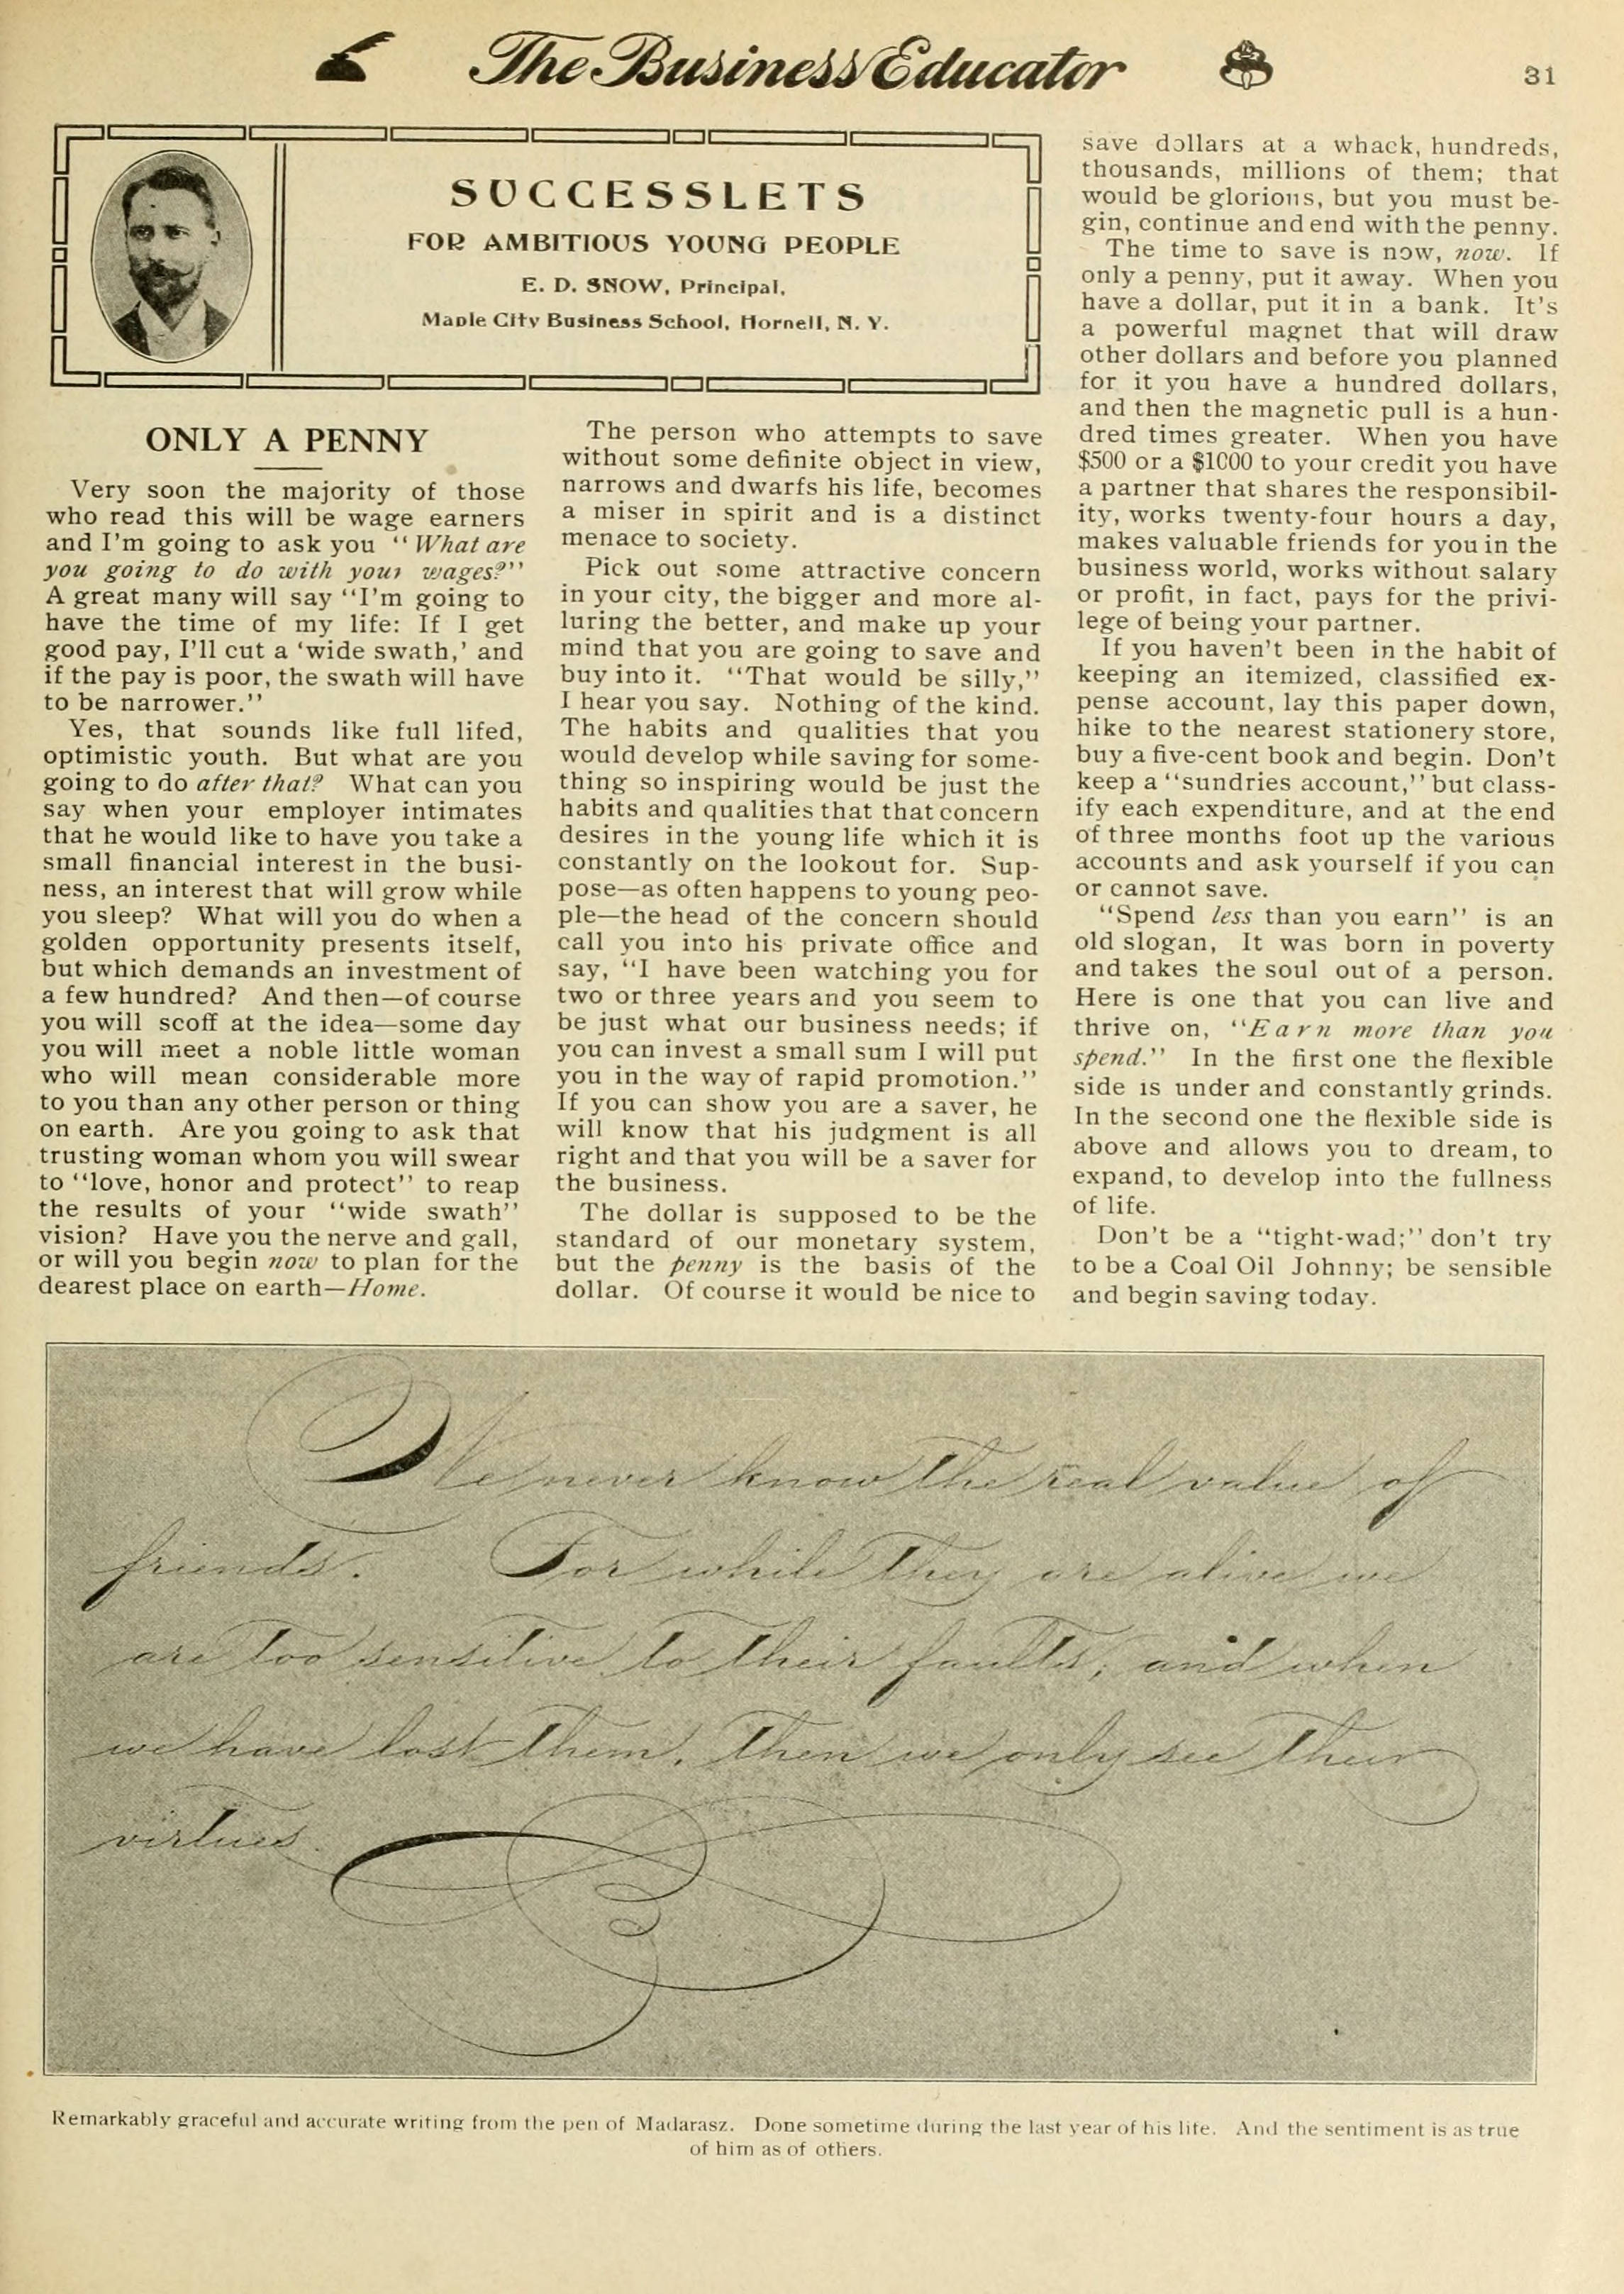 The Business Educator
31
SUCCESSLETS
FOR AMBITIOUS YOUNG PEOPLE
E. D. SNOW, Principal,
Maple City Business School, Hornell, N. Y.
ONLY A PENNY
Very soon the majority of those
who read this will be wage earners
and I'm going to ask you "What are
you going to do with your wages?"
A great many will say "I'm going to
have the time of my life: If I get
good pay, I'll cut a 'wide swath,' and
if the pay is poor, the swath will have
to be narrower."
Yes, that sounds like full lifed,
optimistic youth. But what are you
going to do after that? What can you
say when your employer intimates
that he would like to have you take a
small financial interest in the busi-
ness, an interest that will grow while
you sleep? What will you do when a
golden opportunity presents itself,
but which demands an investment of
a few hundred? And then—of course
you will scoff at the idea—some day
you will meet a noble little woman
who will mean considerable more
to you than any other person or thing
on earth. Are you going to ask that
trusting woman whom you will swear
to "love, honor and protect" to reap
the results of your "wide swath"
vision? Have you the nerve and gall,
or will you begin now to plan for the
dearest place on earth—Home.
The person who attempts to save
without some definite object in view,
narrows and dwarfs his life, becomes
a miser in spirit and is a distinct
menace to society.
Pick out some attractive concern
in your city, the bigger and more al-
luring the better, and make up your
mind that you are going to save and
buy into it. "That would be silly,"
I hear you say. Nothing of the kind.
The habits and qualities that you
would develop while saving for some-
thing so inspiring would be just the
habits and qualities that that concern
desires in the young life which it is
constantly on the lookout for. Sup-
pose—as often happens to young peo-
ple—the head of the concern should
call you into his private office and
say, "I have been watching you for
two or three years and you seem to
be just what our business needs; if
you can invest a small sum I will put
you in the way of rapid promotion."
If you can show you are a saver, he
will know that his judgment is all
right and that you will be a saver for
the business.
The dollar is supposed to be the
standard of our monetary system,
but the penny is the basis of the
dollar. Of course it would be nice to
save dollars at a whack, hundreds,
thousands, millions of them; that
would be glorious, but you must be-
gin, continue and end with the penny.
The time to save is now, now. If
only a penny, put it away. When you
have a dollar, put it in a bank. It's
a powerful magnet that will draw
other dollars and before you planned
for it you have a hundred dollars,
and then the magnetic pull is a hun-
dred times greater. When you have
$500 or a $1000 to your credit you have
a partner that shares the responsibil-
ity, works twenty-four hours a day,
makes valuable friends for you in the
business world, works without salary
or profit, in fact, pays for the privi-
lege of being your partner.
If you haven't been in the habit of
keeping an itemized, classified ex-
pense account, lay this paper down,
hike to the nearest stationery store,
buy a five-cent book and begin. Don't
keep a "sundries account," but class-
ify each expenditure, and at the end
of three months foot up the various
accounts and ask yourself if you can
or cannot save.
"Spend less than you earn" is an
old slogan, It was born in poverty
and takes the soul out of a person.
Here is one that you can live and
thrive on, "Earn more than you
spend." In the first one the flexible
side is under and constantly grinds.
In the second one the flexible side is
above and allows you to dream, to
expand, to develop into the fullness
of life.
Don't be a "tight-wad;" don't try
to be a Coal Oil Johnny; be sensible
and begin saving today.
We never know the real value of
friends. For while they are alive we
are too sensitive to their faults; and when
we have lost them, then we only see their
virtues
Remarkably graceful and accurate writing from the pen of Madarasz. Done sometime during the last year of his life. And the sentiment is as true
of him as of others.